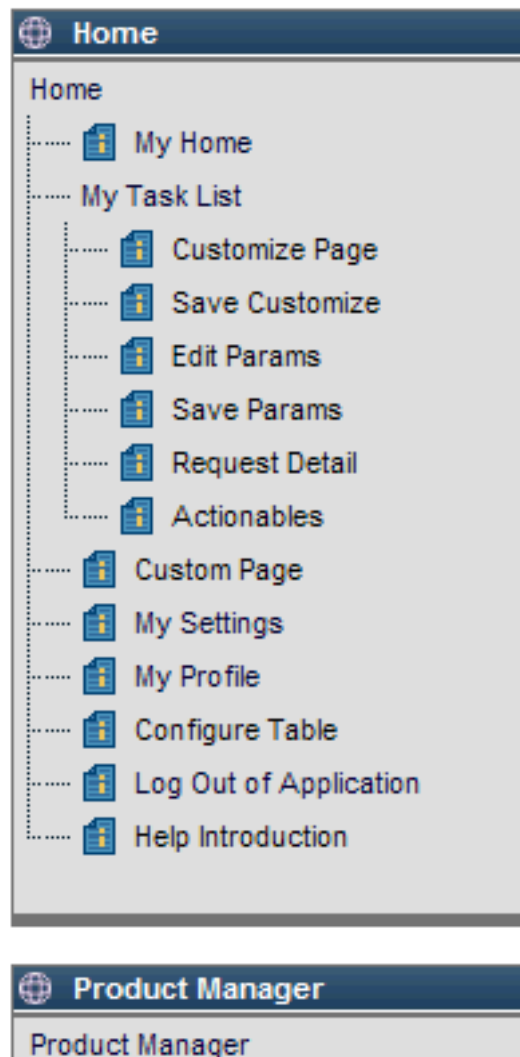 Home
Home
My Home
My Task List
Customize Page
Save Customize
Edit Params
Save Params
Request Detail
Actionables
Custom Page
My Settings
My Profile
Configure Table
Log Out of Application
Help Introduction
Product Manager
Product Manager